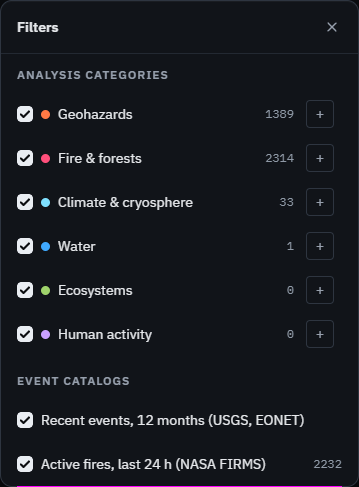 Filters ×
ANALYSIS CATEGORIES
Geohazards 1389 +
Fire & forests 2314 +
Climate & cryosphere 33 +
Water 1 +
Ecosystems 0 +
Human activity 0 +
EVENT CATALOGS
Recent events, 12 months (USGS, EONET)
Active fires, last 24 h (NASA FIRMS) 2232